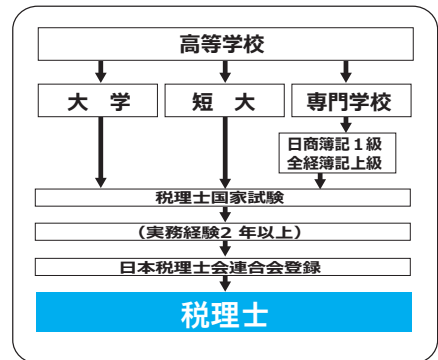 高等学校
大　学
短　大
専門学校
日商簿記１級
全経簿記上級
税理士国家試験
（実務経験２ 年以上）
日本税理士会連合会登録
税理士